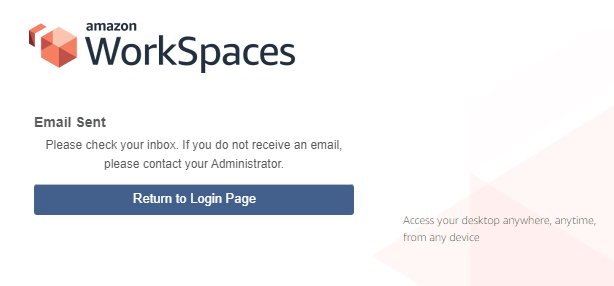 amazon
WorkSpaces
Email Sent
Please check your inbox. If you do not receive an email,
please contact your Administrator.
Return to Login Page
Access your desktop anywhere, anytime,
from any device